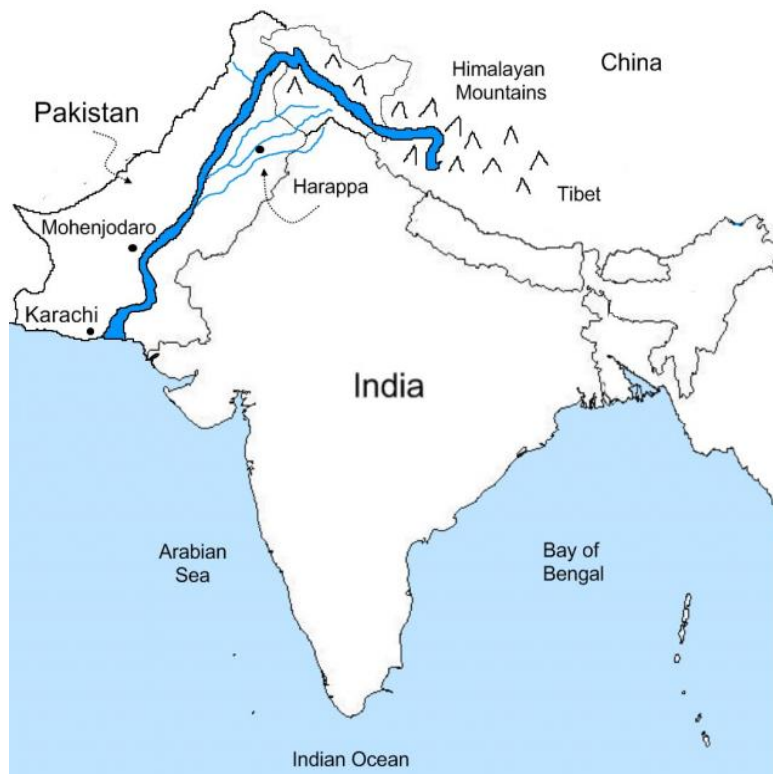 China
Himalayan
Mountains
Pakistan
Harappa
Tibet
Mohenjodaro
Karachi
India
Arabian
Sea
Bay of
Bengal
Indian Ocean